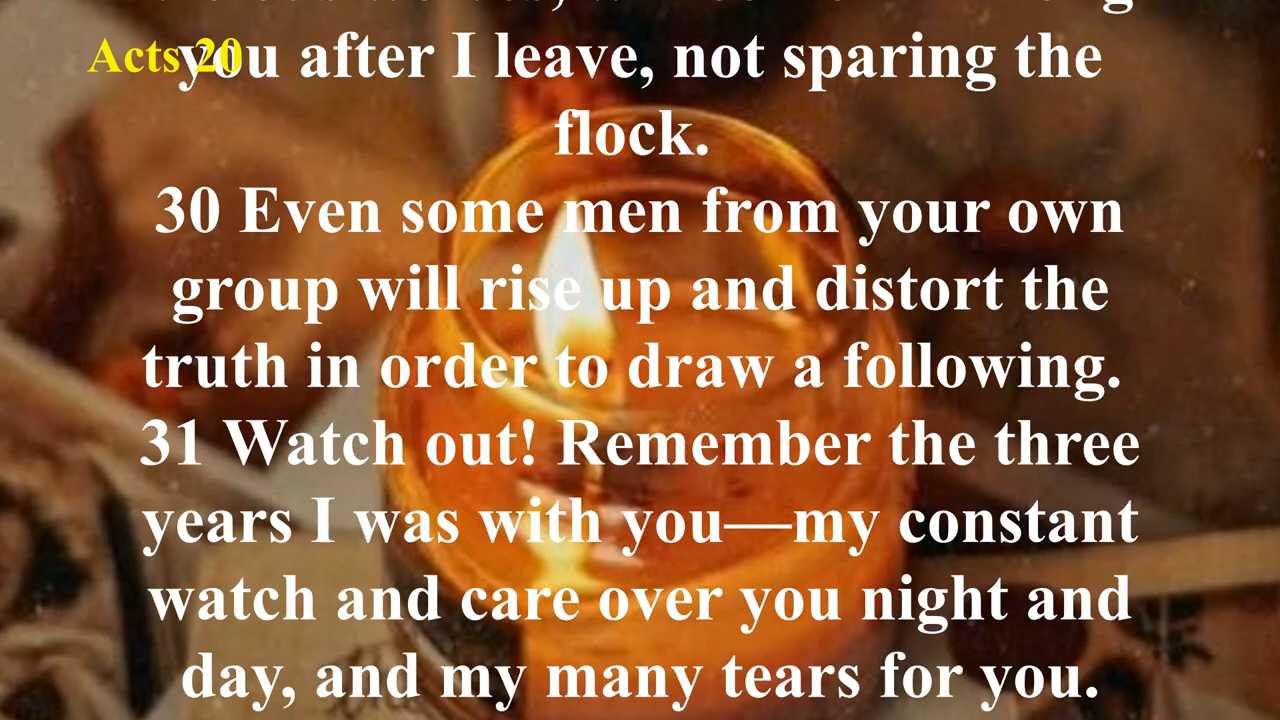 Acts 20
you after I leave, not sparing the
flock.
30 Even some men from your own
group will rise up and distort the
truth in order to draw a following.
31 Watch out! Remember the three
years I was with you—my constant
watch and care over you night and
day, and my many tears for you.